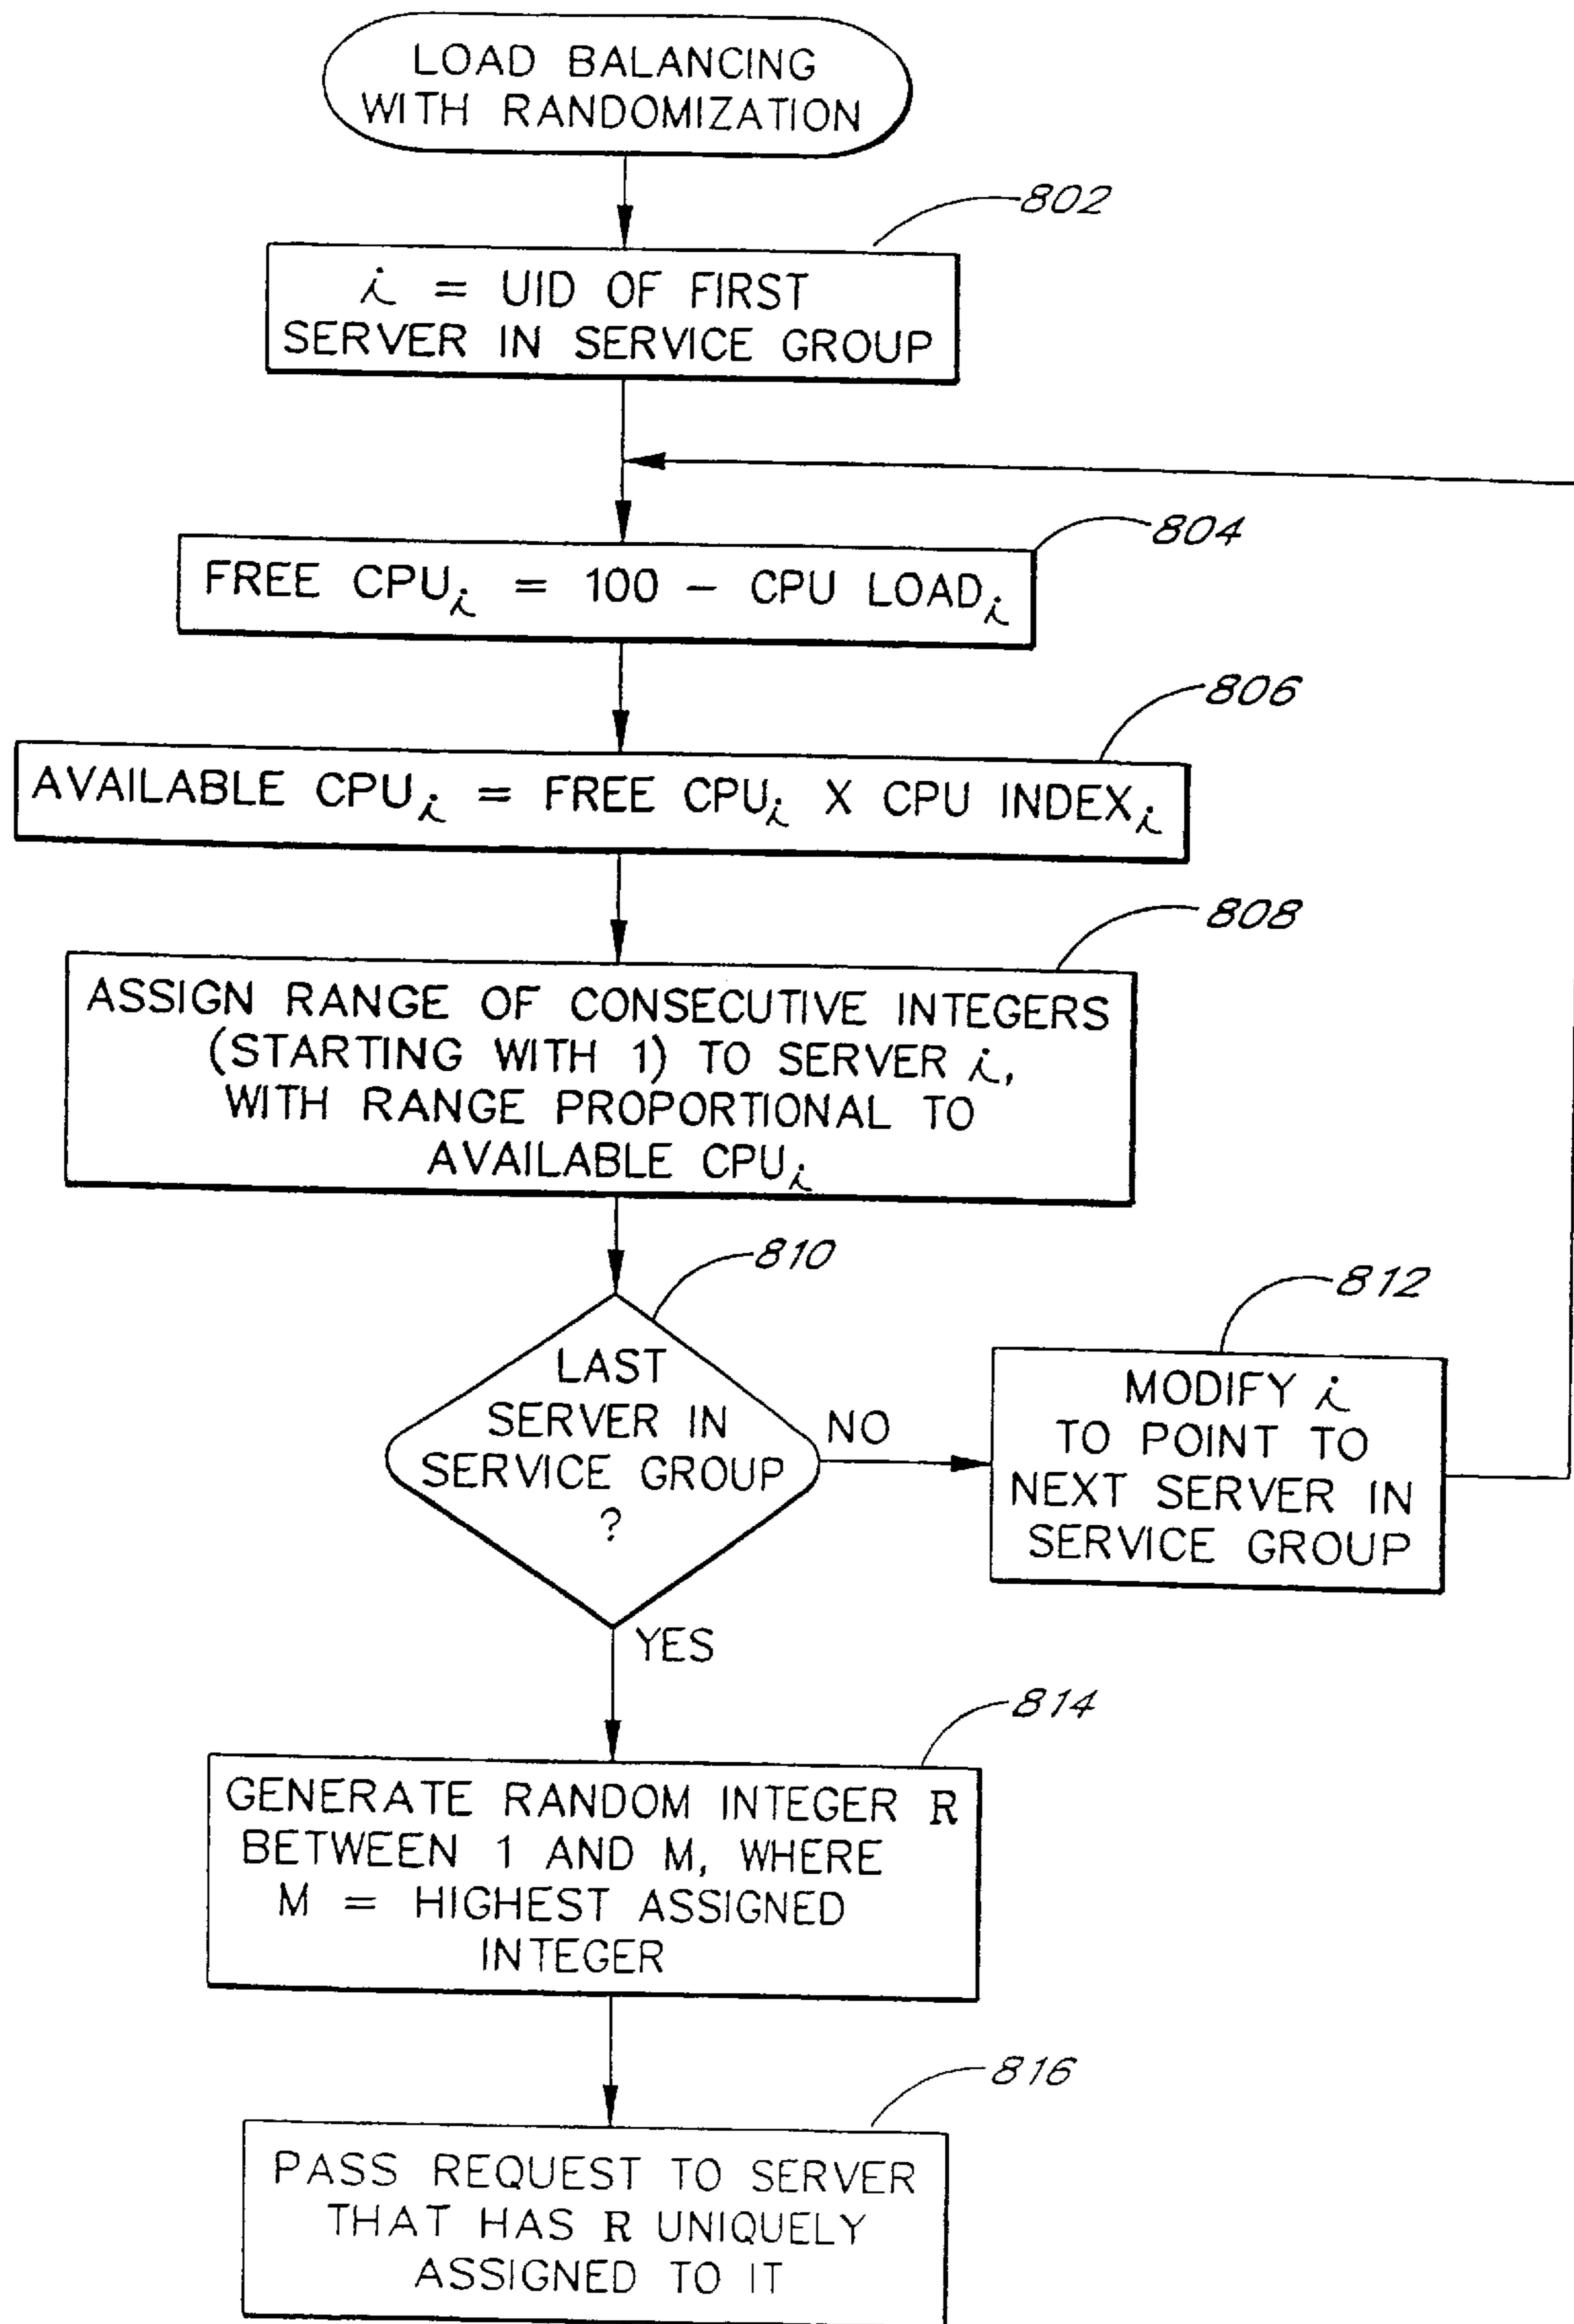 LOAD BALANCING
WITH RANDOMIZATION
802
i = UID OF FIRST
SERVER IN SERVICE GROUP
804
FREE CPUi = 100 - CPU LOADi
806
AVAILABLE CPUi = FREE CPUi X CPU INDEXi
808
ASSIGN RANGE OF CONSECUTIVE INTEGERS
(STARTING WITH 1) TO SERVER i,
WITH RANGE PROPORTIONAL TO
AVAILABLE CPUi
810
LAST
SERVER IN
SERVICE GROUP
?
NO
812
MODIFY i
TO POINT TO
NEXT SERVER IN
SERVICE GROUP
YES
814
GENERATE RANDOM INTEGER R
BETWEEN 1 AND M, WHERE
M = HIGHEST ASSIGNED
INTEGER
816
PASS REQUEST TO SERVER
THAT HAS R UNIQUELY
ASSIGNED TO IT